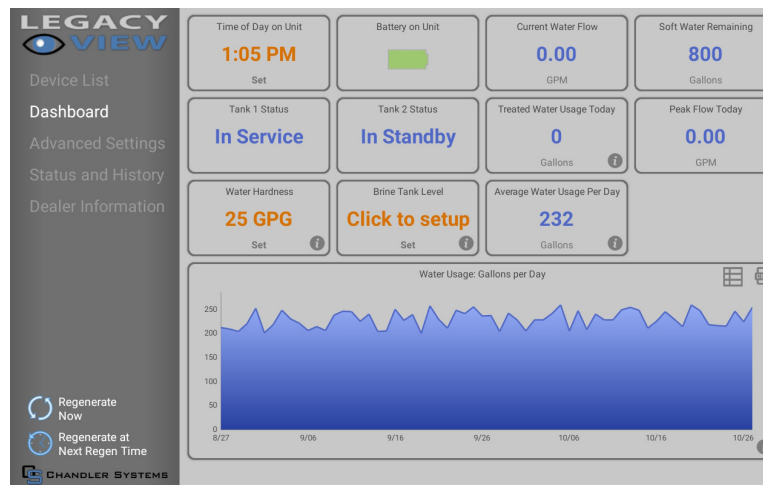 LEGACY
VIEW
Device List
Dashboard
Advanced Settings
Status and History
Dealer Information
Regenerate
Now
Regenerate at
Next Regen Time
CHANDLER SYSTEMS
Time of Day on Unit
1:05 PM
Set
Battery on Unit
Current Water Flow
0.00
GPM
Soft Water Remaining
800
Gallons
Tank 1 Status
In Service
Tank 2 Status
In Standby
Treated Water Usage Today
0
Gallons
i
Peak Flow Today
0.00
GPM
Water Hardness
25 GPG
Set
i
Brine Tank Level
Click to setup
Set
i
Average Water Usage Per Day
232
Gallons
i
Water Usage: Gallons per Day
250
200
150
100
50
0
8/27 9/06 9/16 9/26 10/06 10/16 10/26